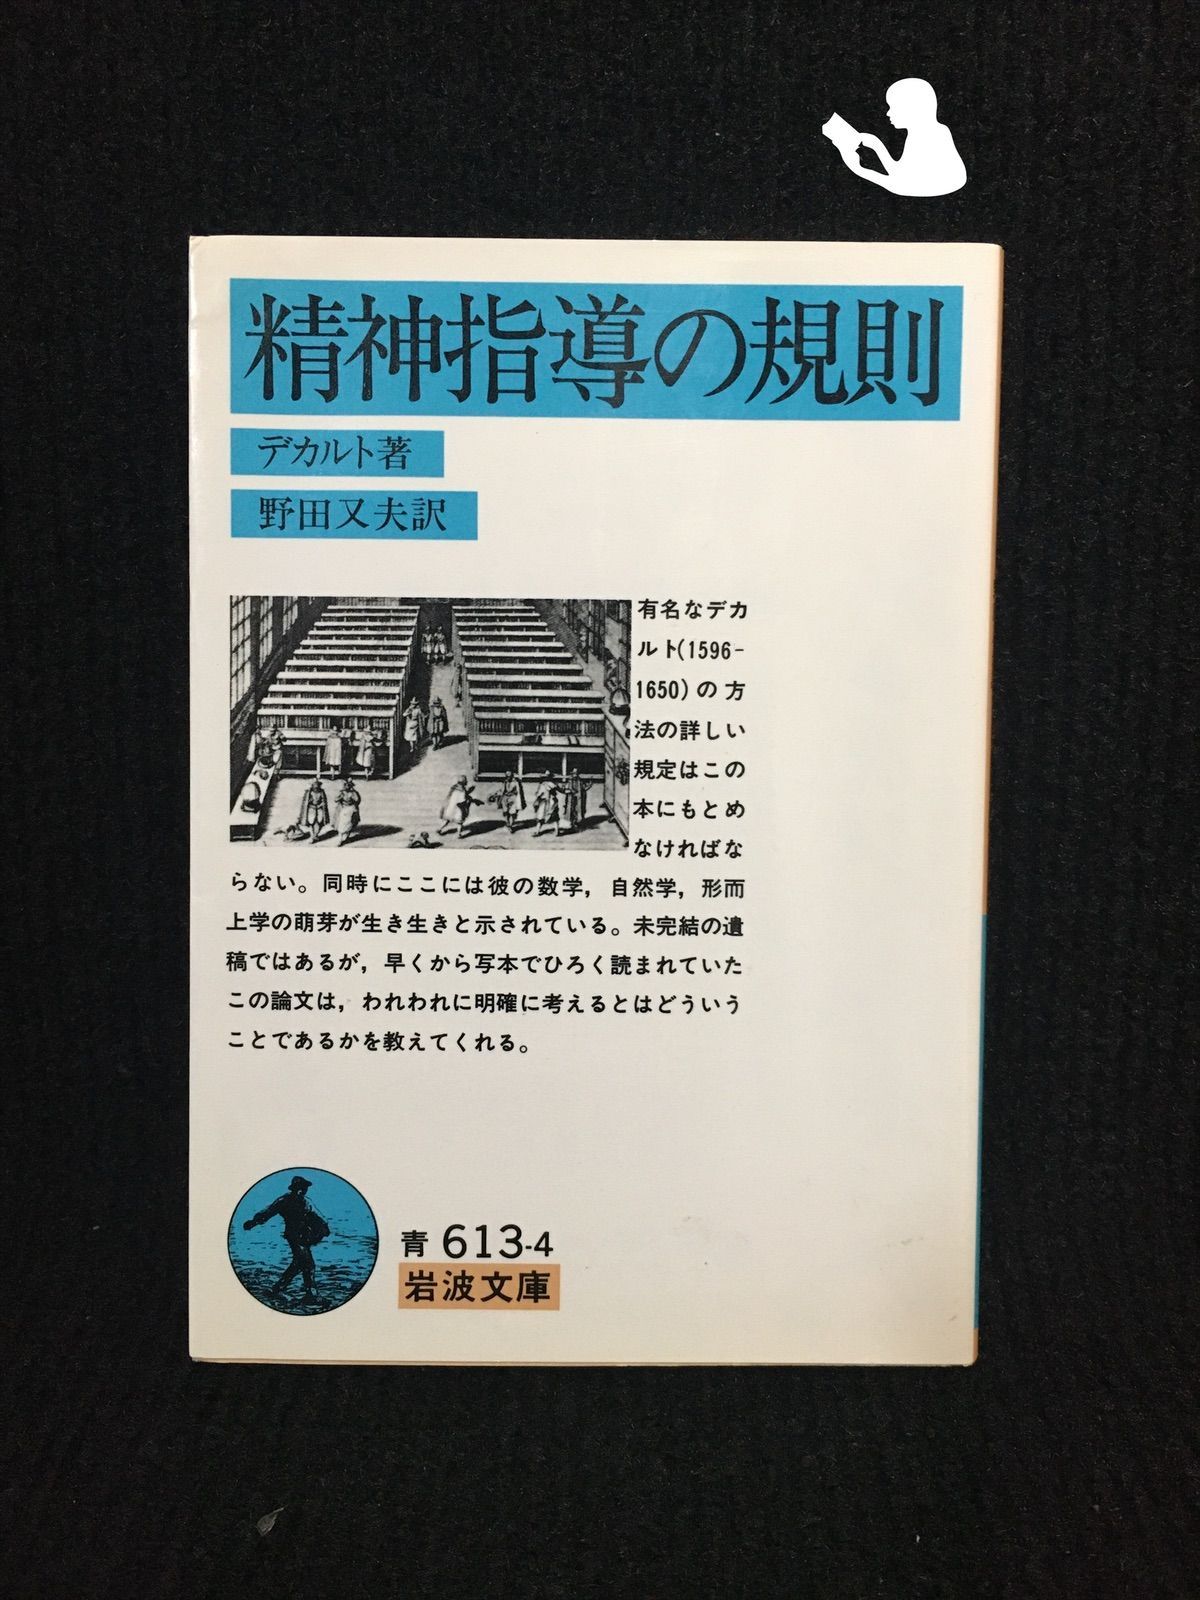 精神指導の規則
デカルト著
野田又夫訳
有名なデカ
ルト(1596-
1650)の方
法の詳しい
規定はこの
本にもとめ
なければな
らない。同時にここには彼の数学，自然学，形而
上学の萌芽が生き生きと示されている。未完結の遺
稿ではあるが，早くから写本でひろく読まれていた
この論文は，われわれに明確に考えるとはどういう
ことであるかを教えてくれる。
青 613-4
岩波文庫